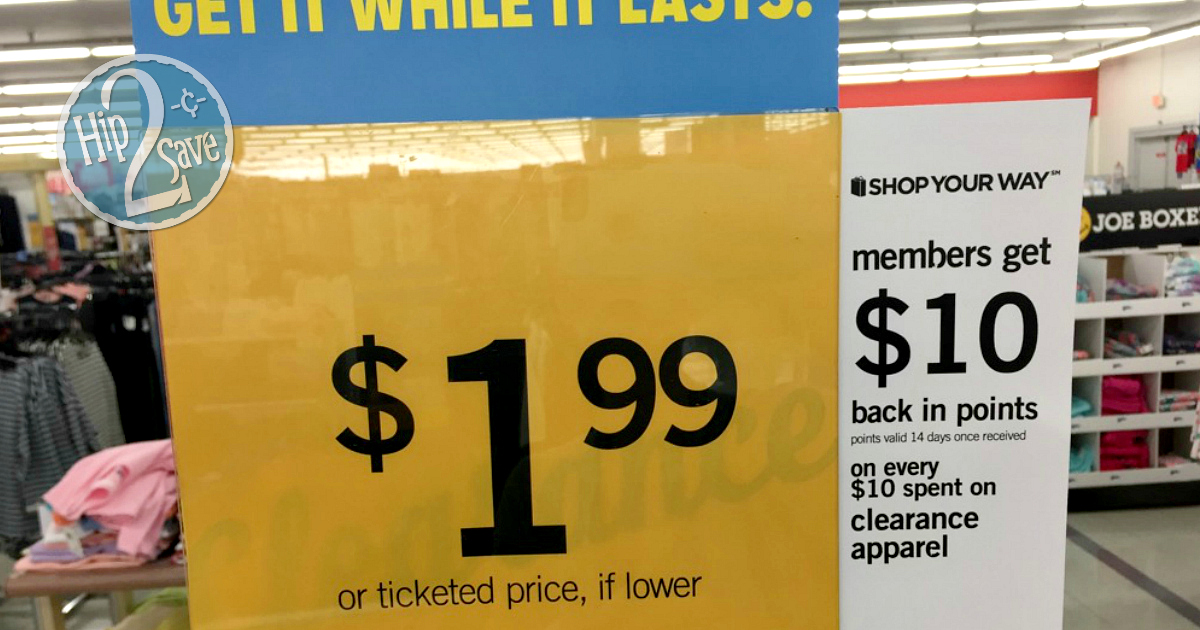 GET IT WHILE IT LASTS!
Hip
2
¢
Save
$1 99
or ticketed price, if lower
Clearance
SHOP YOUR WAY℠
members get
$10
back in points
points valid 14 days once received
on every
$10 spent on
clearance
apparel
JOE BOXE